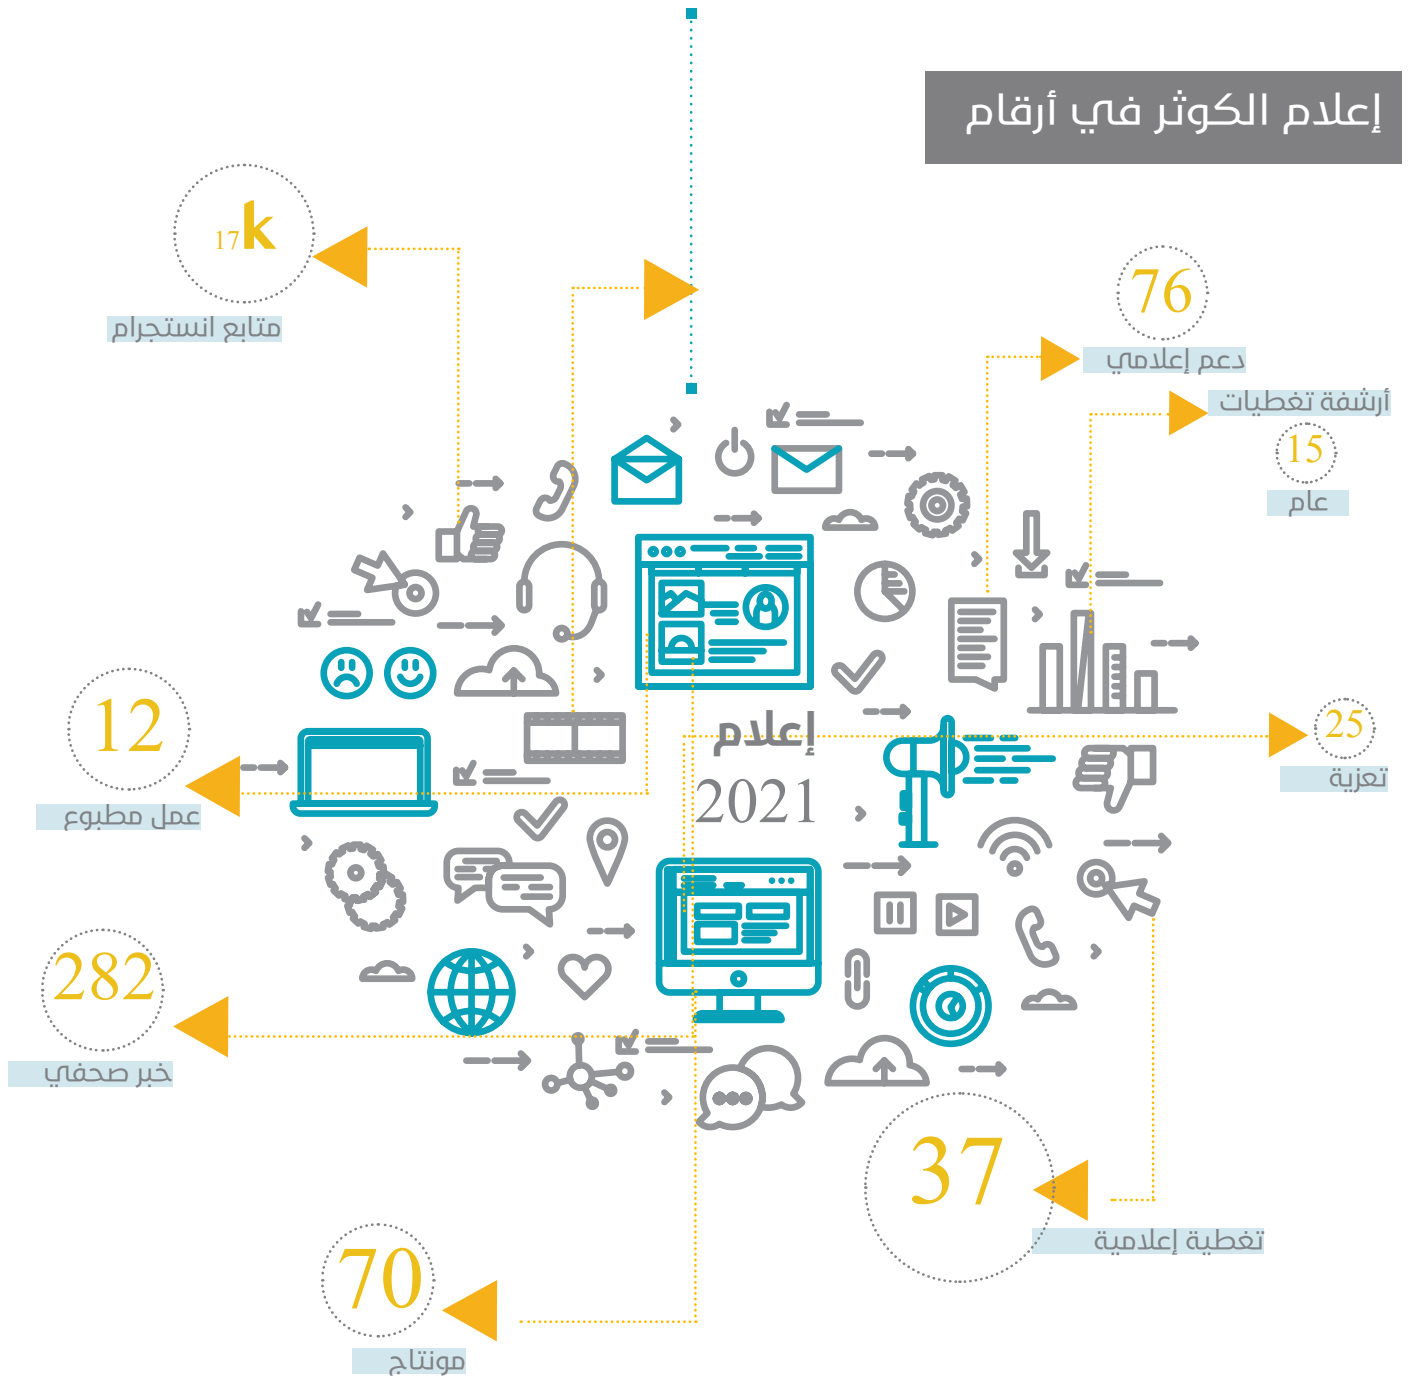 إعلام الكوثر في أرقام
17k
متابع انستجرام
76
دعم إعلامي
أرشفة تغطيات
15
عام
25
تعزية
إعلام
2021
12
عمل مطبوع
282
خبر صحفي
37
تغطية إعلامية
70
مونتاج